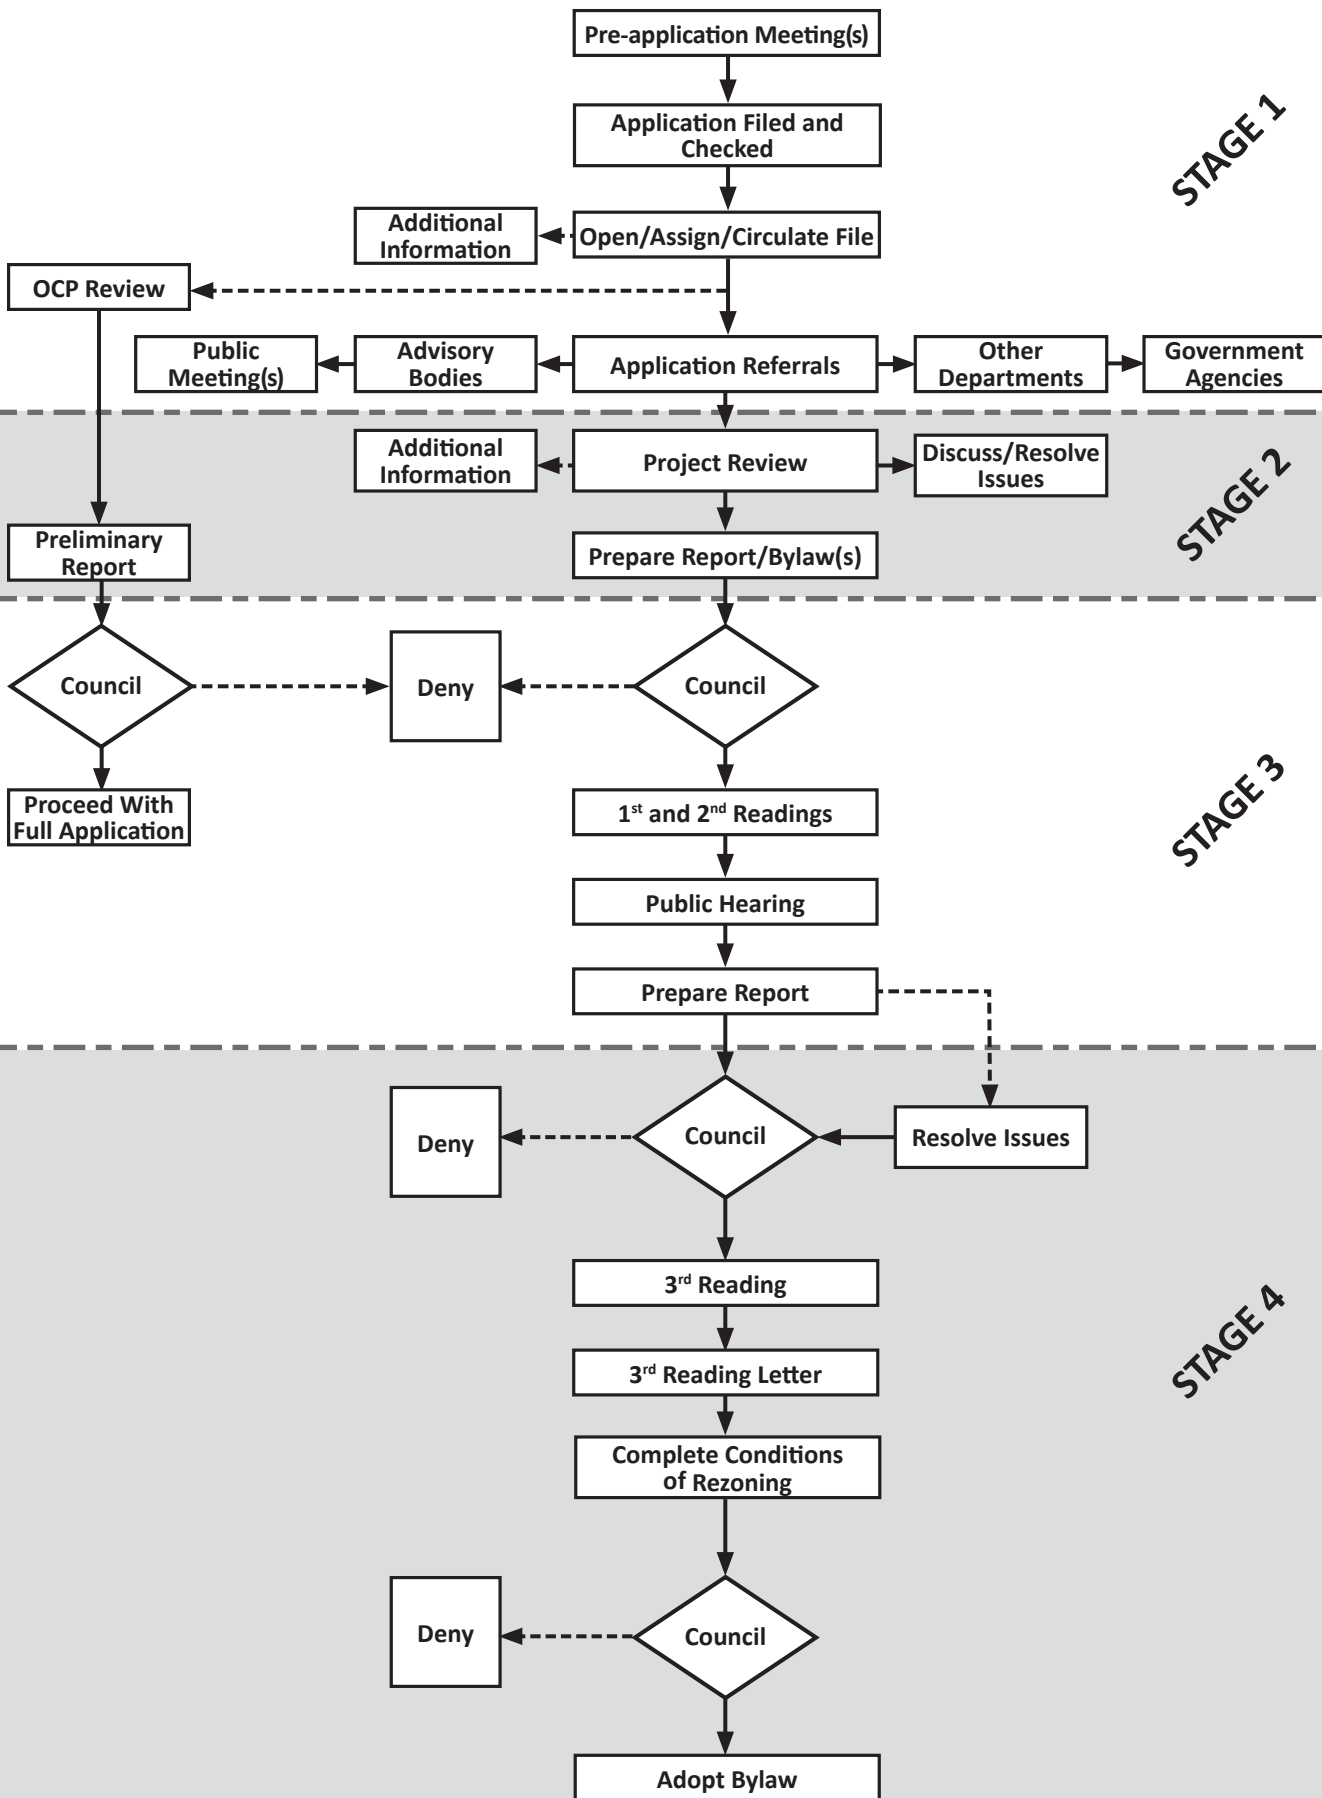 Pre-application Meeting(s)
Application Filed and
Checked
STAGE 1
Additional
Information
Open/Assign/Circulate File
OCP Review
Public
Meeting(s)
Advisory
Bodies
Application Referrals
Other
Departments
Government
Agencies
Additional
Information
Project Review
Discuss/Resolve
Issues
STAGE 2
Preliminary
Report
Prepare Report/Bylaw(s)
Council
Deny
Council
Proceed With
Full Application
1st and 2nd Readings
STAGE 3
Public Hearing
Prepare Report
Deny
Council
Resolve Issues
3rd Reading
STAGE 4
3rd Reading Letter
Complete Conditions
of Rezoning
Deny
Council
Adopt Bylaw